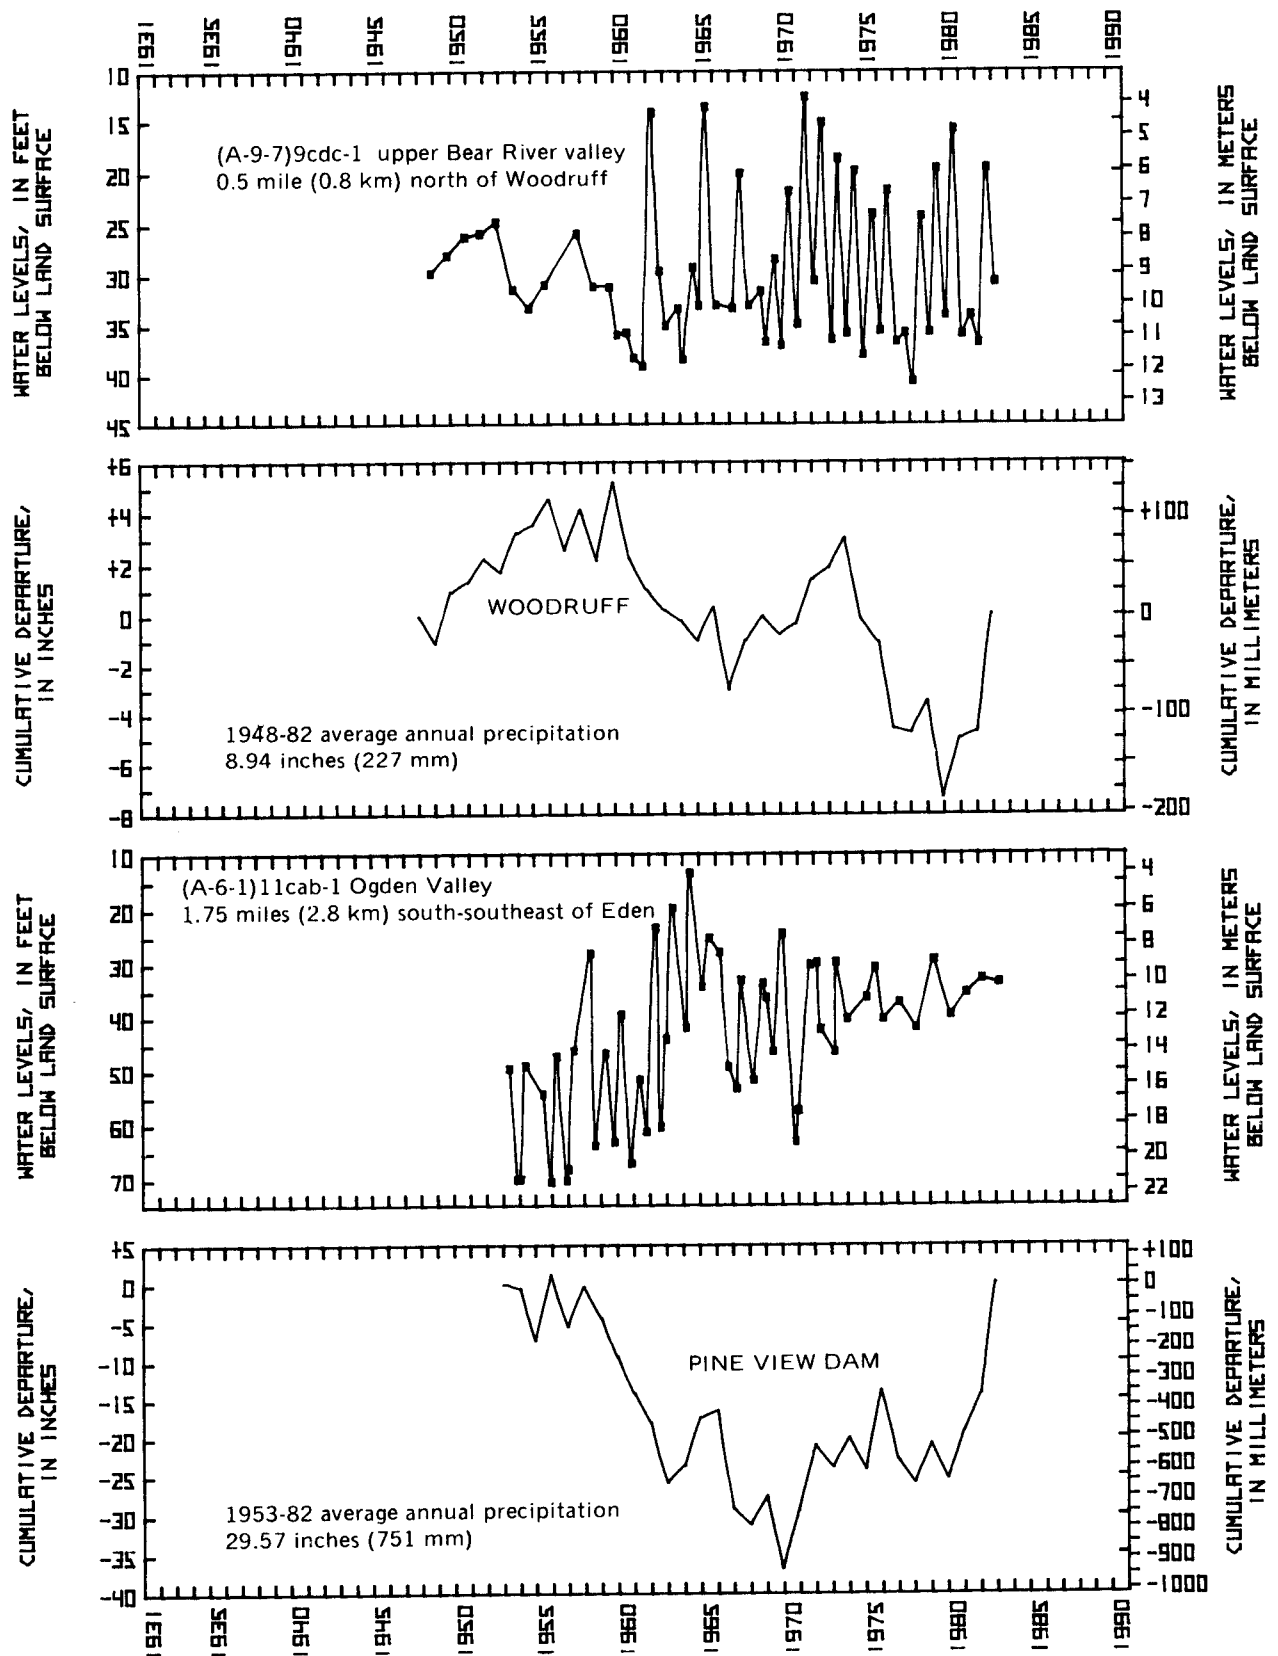 1931 1935 1940 1945 1950 1955 1960 1965 1970 1975 1980 1985 1990
WATER LEVELS, IN FEET
BELOW LAND SURFACE
10
15
20
25
30
35
40
45
(A-9-7)9cdc-1 upper Bear River valley
0.5 mile (0.8 km) north of Woodruff
4
5
6
7
8
9
10
11
12
13
WATER LEVELS, IN METERS
BELOW LAND SURFACE
CUMULATIVE DEPARTURE,
IN INCHES
+6
+4
+2
0
-2
-4
-6
-8
WOODRUFF
1948-82 average annual precipitation
8.94 inches (227 mm)
+100
0
-100
-200
CUMULATIVE DEPARTURE,
IN MILLIMETERS
WATER LEVELS, IN FEET
BELOW LAND SURFACE
10
20
30
40
50
60
70
(A-6-1)11cab-1 Ogden Valley
1.75 miles (2.8 km) south-southeast of Eden
4
6
8
10
12
14
16
18
20
22
WATER LEVELS, IN METERS
BELOW LAND SURFACE
CUMULATIVE DEPARTURE,
IN INCHES
+5
0
-5
-10
-15
-20
-25
-30
-35
-40
PINE VIEW DAM
1953-82 average annual precipitation
29.57 inches (751 mm)
+100
0
-100
-200
-300
-400
-500
-600
-700
-800
-900
-1000
CUMULATIVE DEPARTURE,
IN MILLIMETERS
1931 1935 1940 1945 1950 1955 1960 1965 1970 1975 1980 1985 1990